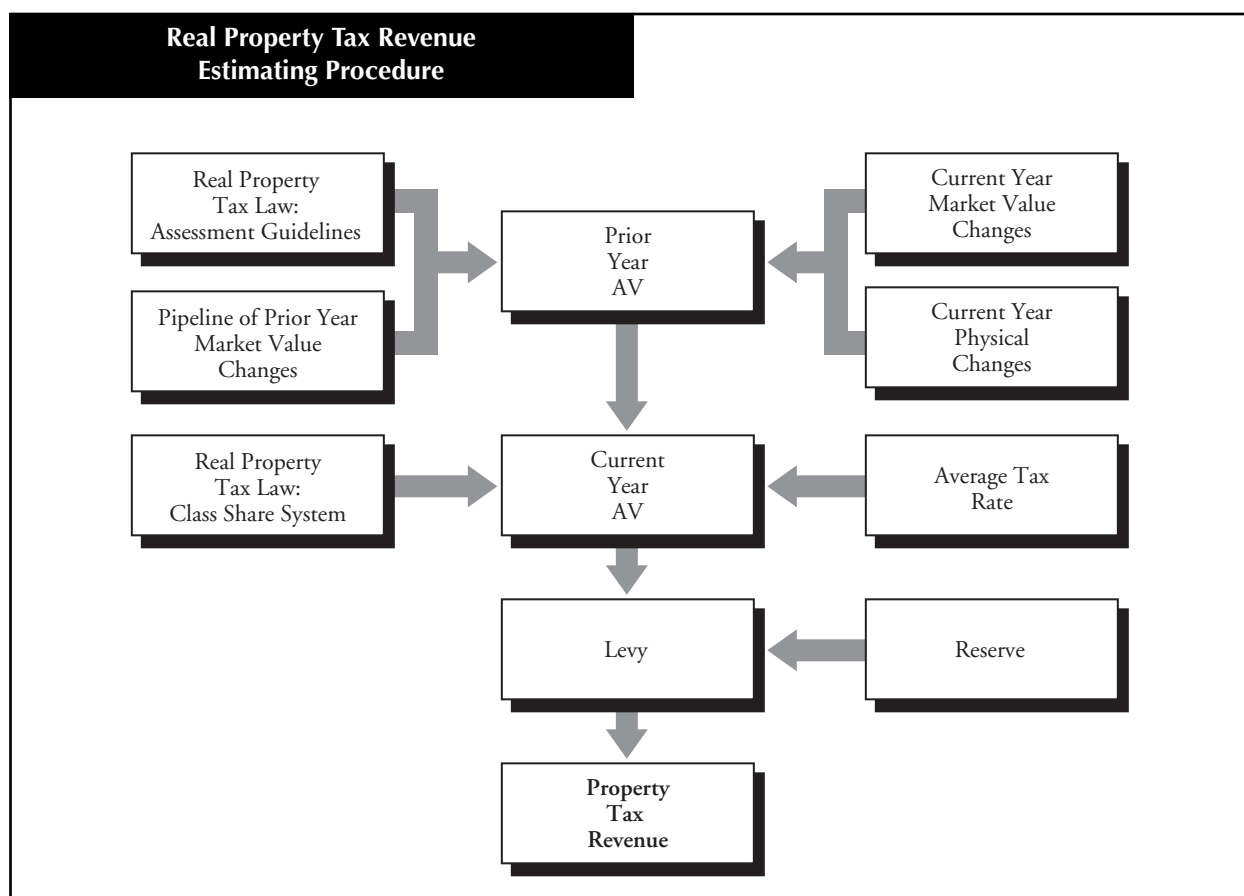 Real Property Tax Revenue
Estimating Procedure
Real Property
Tax Law:
Assessment Guidelines
Pipeline of Prior Year
Market Value
Changes
Prior
Year
AV
Current Year
Market Value
Changes
Current Year
Physical
Changes
Real Property
Tax Law:
Class Share System
Current
Year
AV
Average Tax
Rate
Levy
Reserve
Property
Tax
Revenue